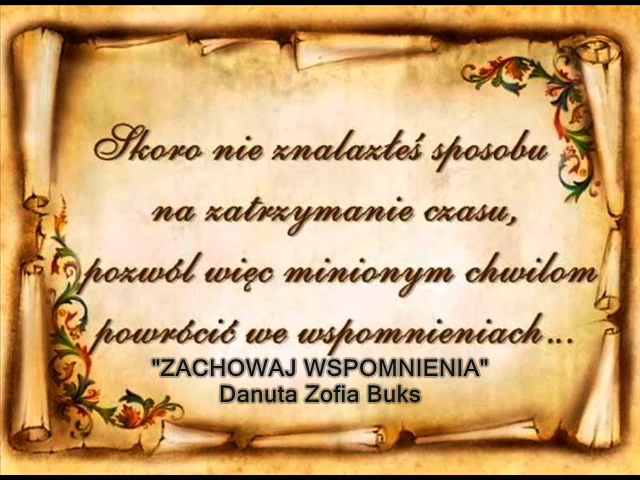 Skoro nie znalazłeś sposobu
na zatrzymanie czasu,
pozwól więc minionym chwilom
powrócić we wspomnieniach...
"ZACHOWAJ WSPOMNIENIA"
Danuta Zofia Buks